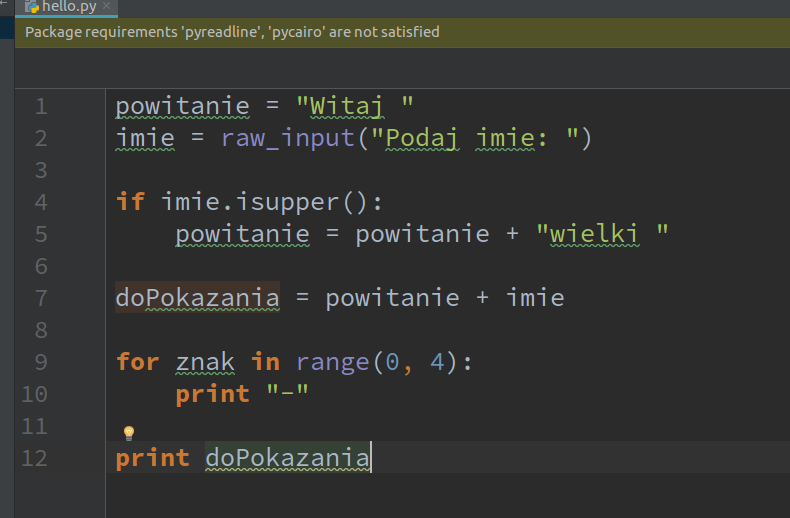 hello.py ×
Package requirements 'pyreadline', 'pycairo' are not satisfied
1 powitanie = "Witaj "
2 imie = raw_input("Podaj imie: ")
3
4 if imie.isupper():
5     powitanie = powitanie + "wielki "
6
7 doPokazania = powitanie + imie
8
9 for znak in range(0, 4):
10     print "-"
11
12 print doPokazania